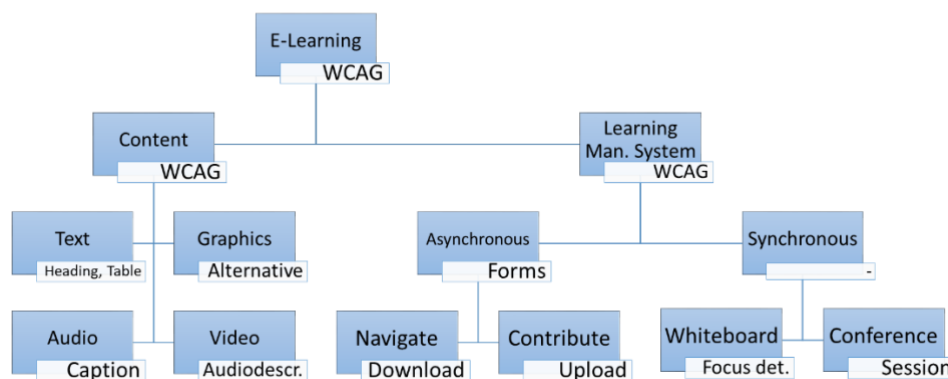 E-Learning
WCAG
Content
WCAG
Learning
Man. System
WCAG
Text
Heading, Table
Graphics
Alternative
Asynchronous
Forms
Synchronous
-
Audio
Caption
Video
Audiodescr.
Navigate
Download
Contribute
Upload
Whiteboard
Focus det.
Conference
Session